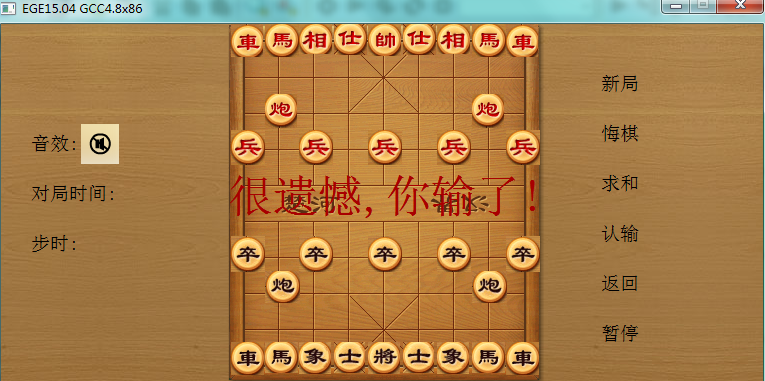 EGE15.04 GCC4.8x86
車馬相仕帥仕相馬車
炮 炮
兵 兵 兵 兵 兵
很遗憾,你输了!
楚河
卒 卒 卒 卒 卒
炮 炮
車馬象士將士象馬車
音效:
对局时间:
步时:
新局
悔棋
求和
认输
返回
暂停